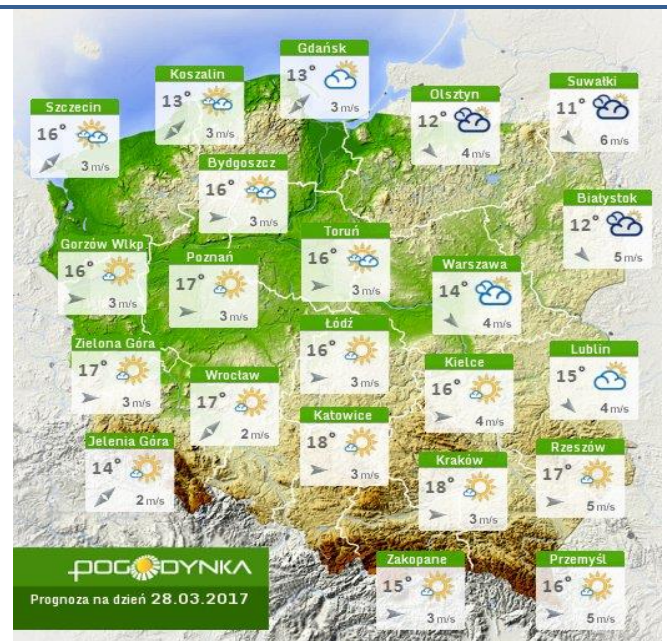 Gdańsk
13° 3 m/s
Koszalin
13° 3 m/s
Suwałki
11° 6 m/s
Olsztyn
12° 4 m/s
Szczecin
16° 3 m/s
Bydgoszcz
16° 3 m/s
Białystok
12° 5 m/s
Toruń
16° 3 m/s
Gorzów Wlkp
16° 3 m/s
Poznań
17° 3 m/s
Warszawa
14° 4 m/s
Łódź
16° 3 m/s
Zielona Góra
17° 3 m/s
Lublin
15° 4 m/s
Kielce
16° 4 m/s
Wrocław
17° 2 m/s
Katowice
18° 3 m/s
Jelenia Góra
14° 2 m/s
Rzeszów
17° 5 m/s
Kraków
18° 3 m/s
Zakopane
15° 3 m/s
Przemyśl
16° 5 m/s
POGODYNKA
Prognoza na dzień 28.03.2017